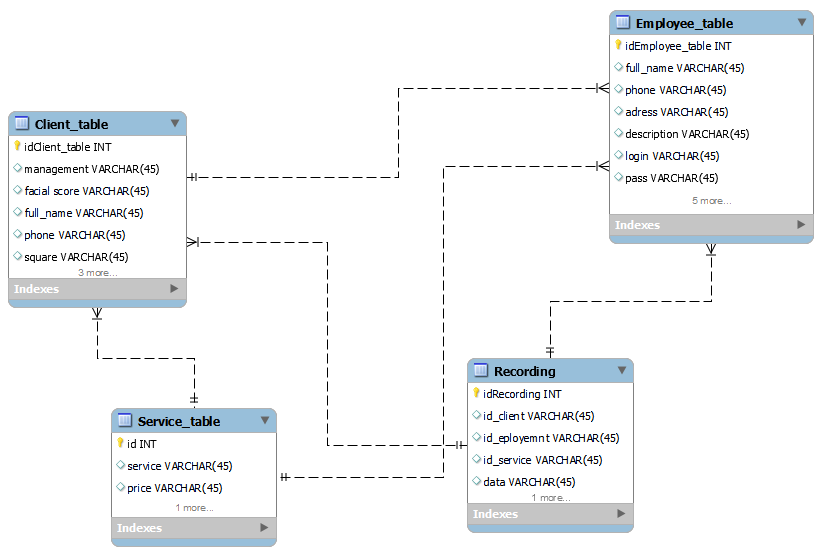 Employee_table
idEmployee_table INT
full_name VARCHAR(45)
phone VARCHAR(45)
adress VARCHAR(45)
description VARCHAR(45)
login VARCHAR(45)
pass VARCHAR(45)
5 more...
Indexes
Client_table
idClient_table INT
management VARCHAR(45)
facial score VARCHAR(45)
full_name VARCHAR(45)
phone VARCHAR(45)
square VARCHAR(45)
3 more...
Indexes
Recording
idRecording INT
id_client VARCHAR(45)
id_eployemnt VARCHAR(45)
id_service VARCHAR(45)
data VARCHAR(45)
1 more...
Indexes
Service_table
id INT
service VARCHAR(45)
price VARCHAR(45)
1 more...
Indexes